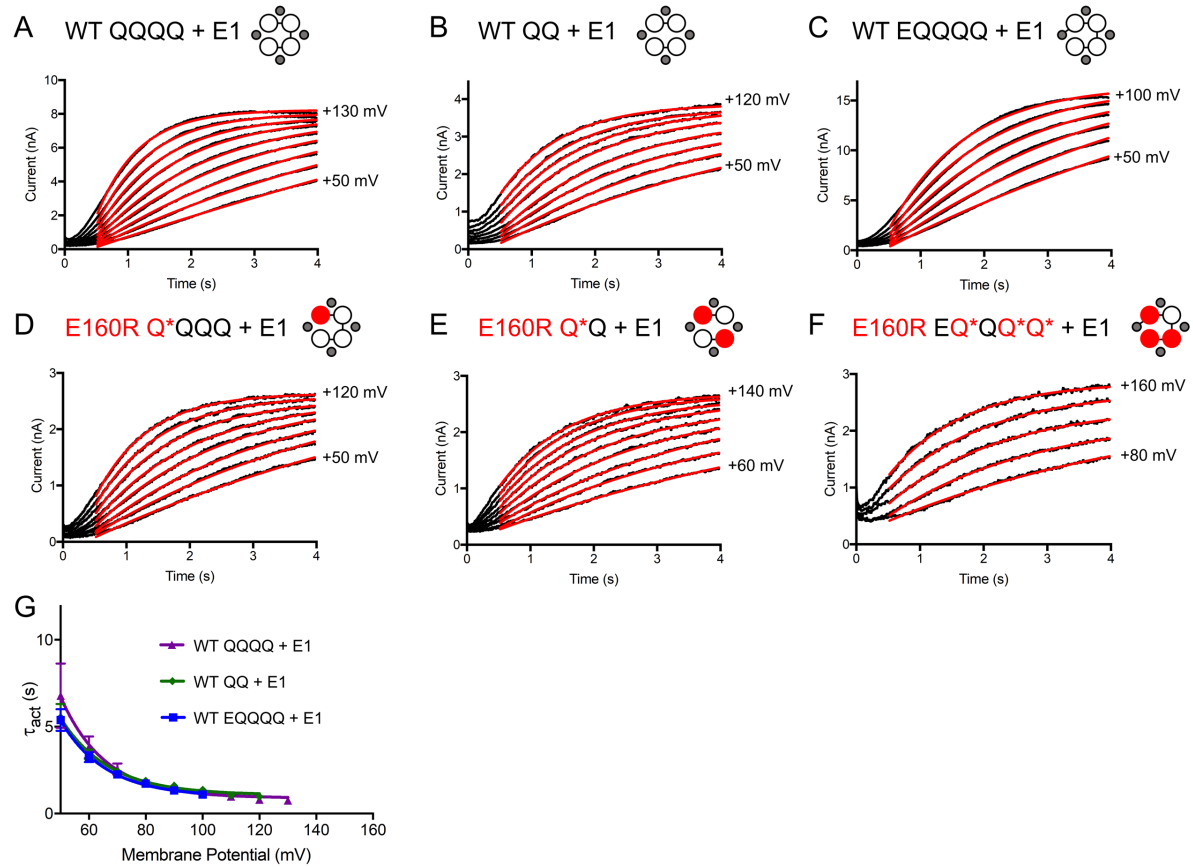 A WT QQQQ + E1
B WT QQ + E1
C WT EQQQQ + E1
Current (nA)
10
8
6
4
2
0
0 1 2 3 4
Time (s)
+130 mV
+50 mV
Current (nA)
4
3
2
1
0
0 1 2 3 4
Time (s)
+120 mV
+50 mV
Current (nA)
15
10
5
0
0 1 2 3 4
Time (s)
+100 mV
+50 mV
D E160R Q*QQQ + E1
E E160R Q*Q + E1
F E160R EQ*QQ*Q* + E1
Current (nA)
3
2
1
0
0 1 2 3 4
Time (s)
+120 mV
+50 mV
Current (nA)
3
2
1
0
0 1 2 3 4
Time (s)
+140 mV
+60 mV
Current (nA)
3
2
1
0
0 1 2 3 4
Time (s)
+160 mV
+80 mV
G
τact (s)
10
5
0
60 80 100 120 140 160
Membrane Potential (mV)
WT QQQQ + E1
WT QQ + E1
WT EQQQQ + E1